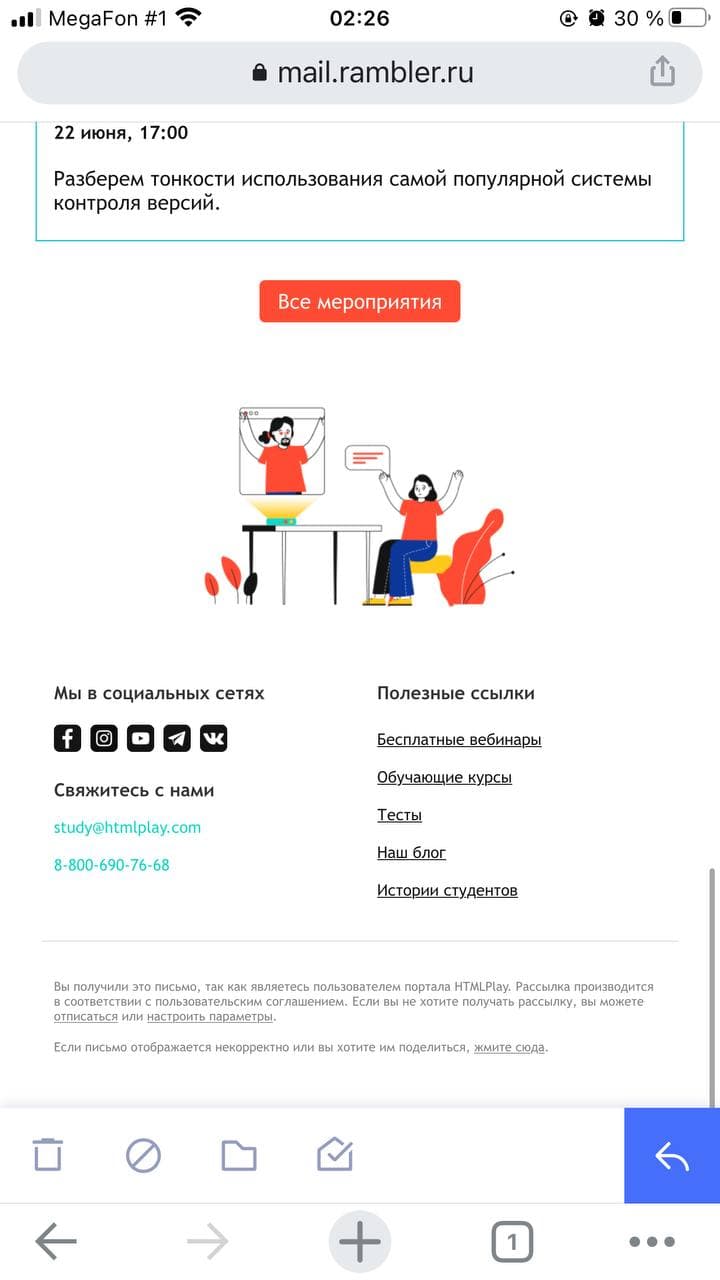 MegaFon #1 02:26 30 %
mail.rambler.ru
22 июня, 17:00
Разберем тонкости использования самой популярной системы
контроля версий.
Все мероприятия
Мы в социальных сетях
Свяжитесь с нами
study@htmlplay.com
8-800-690-76-68
Полезные ссылки
Бесплатные вебинары
Обучающие курсы
Тесты
Наш блог
Истории студентов
Вы получили это письмо, так как являетесь пользователем портала HTMLPlay. Рассылка производится
в соответствии с пользовательским соглашением. Если вы не хотите получать рассылку, вы можете
отписаться или настроить параметры.
Если письмо отображается некорректно или вы хотите им поделиться, жмите сюда.
1